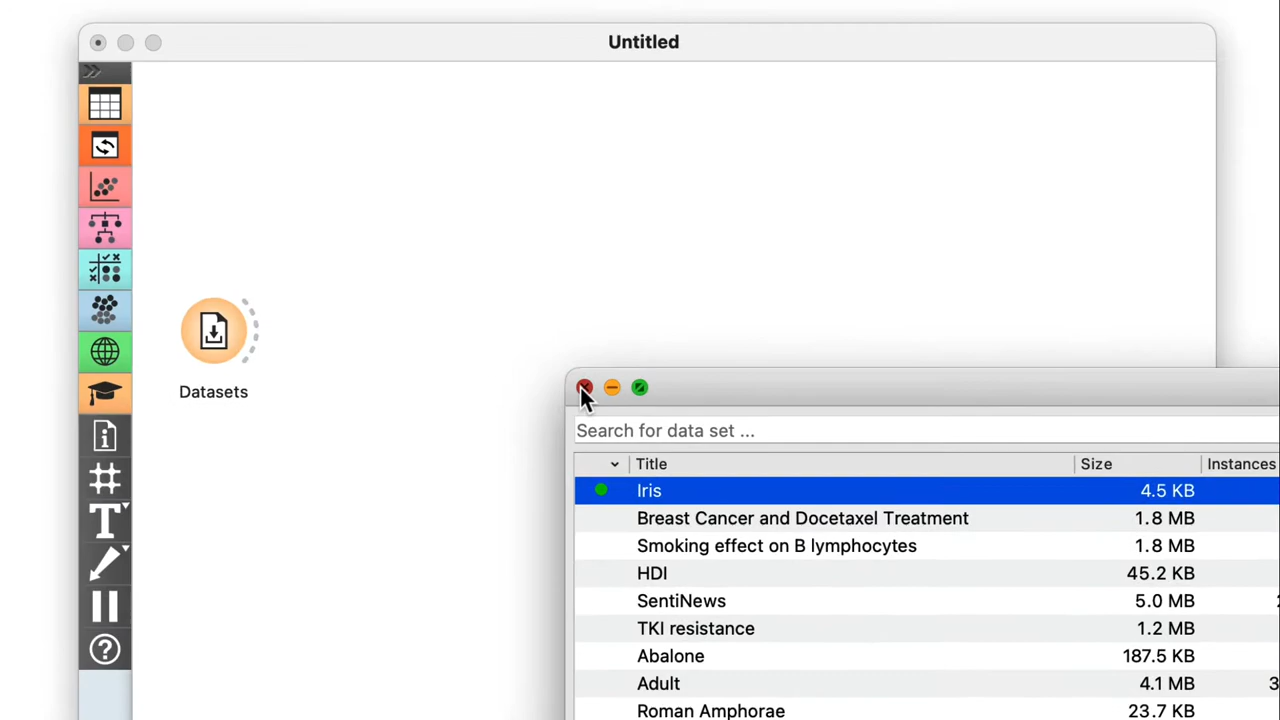 Untitled
Datasets
Search for data set ...
Title Size Instances
Iris 4.5 KB
Breast Cancer and Docetaxel Treatment 1.8 MB
Smoking effect on B lymphocytes 1.8 MB
HDI 45.2 KB
SentiNews 5.0 MB
TKI resistance 1.2 MB
Abalone 187.5 KB
Adult 4.1 MB 3
Roman Amphorae 23.7 KB